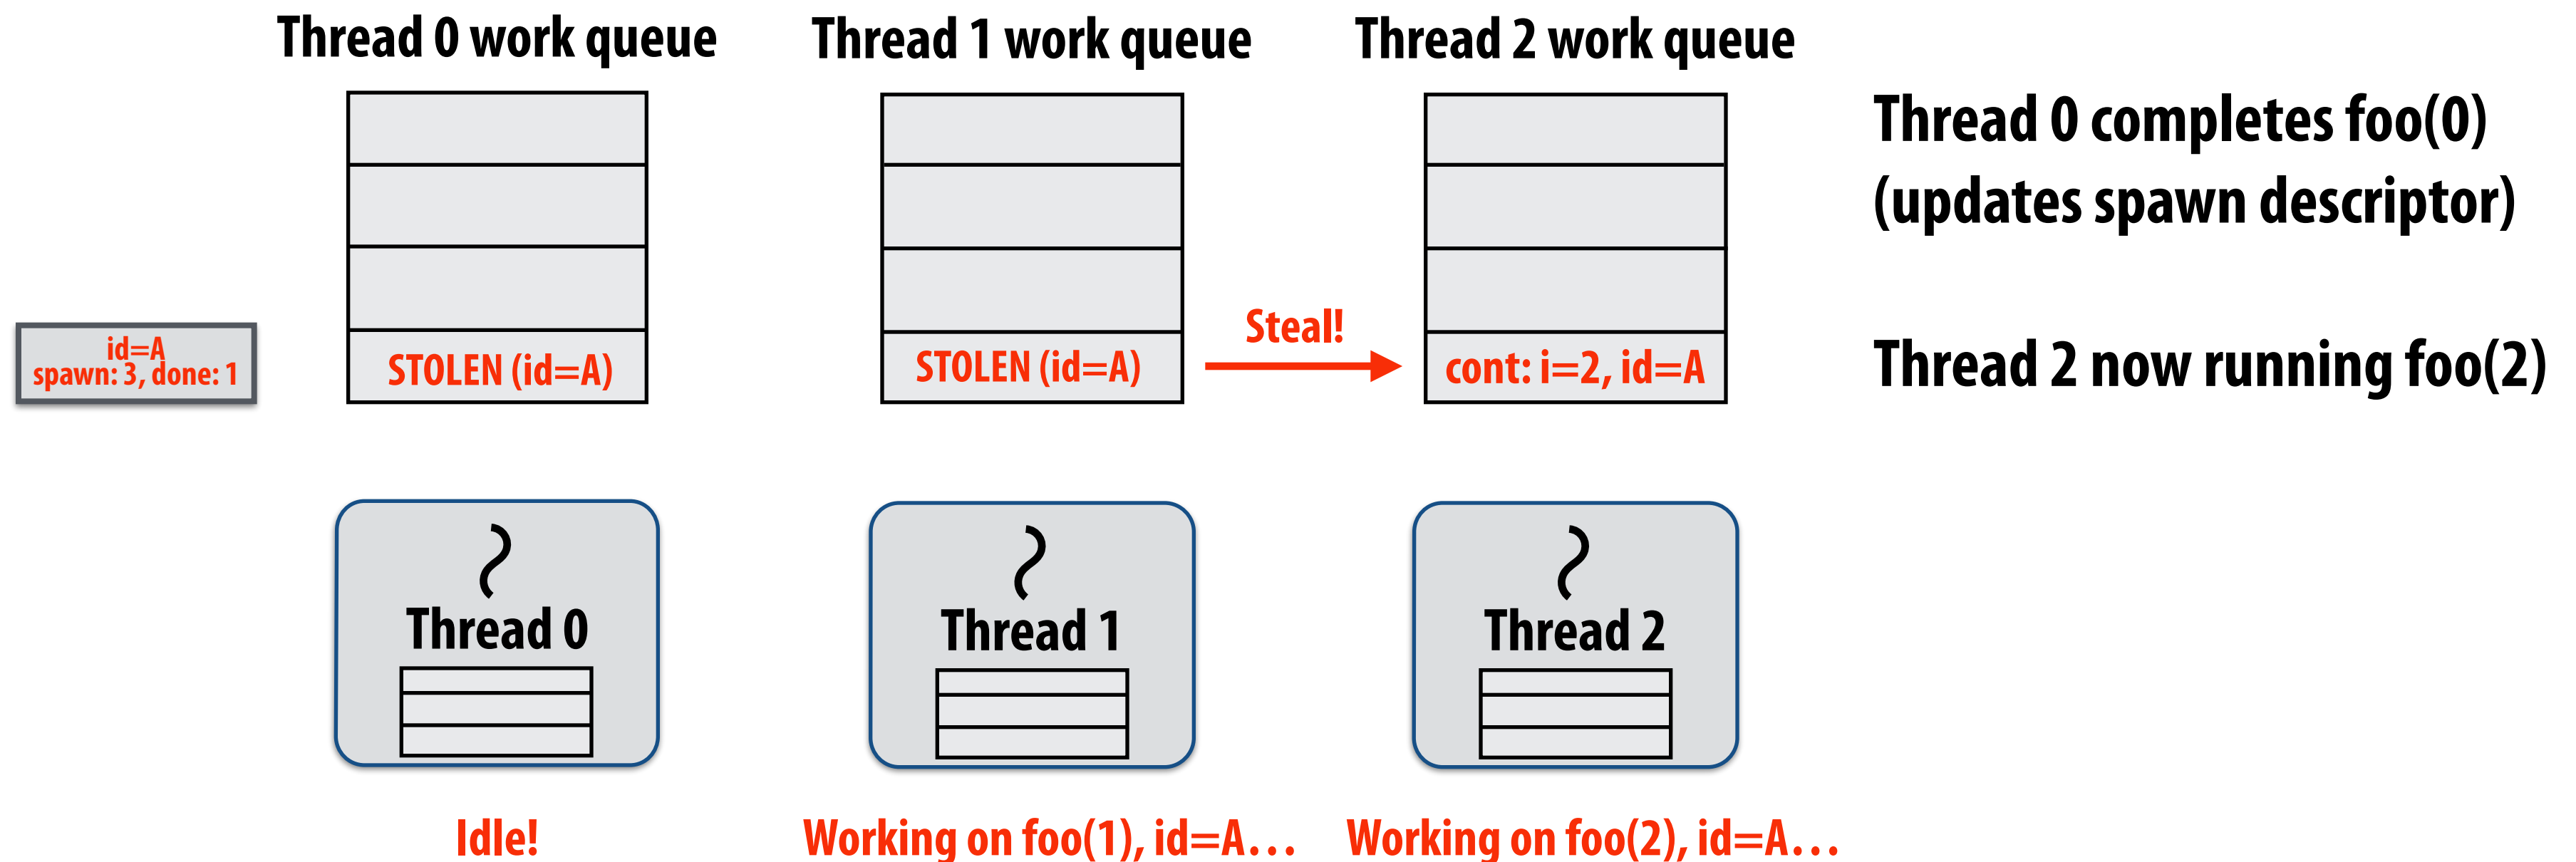 Thread 0 work queue
Thread 1 work queue
Thread 2 work queue
Thread 0 completes foo(0)
(updates spawn descriptor)
Steal!
id=A
spawn: 3, done: 1
STOLEN (id=A)
STOLEN (id=A)
cont: i=2, id=A
Thread 2 now running foo(2)
Thread 0
Thread 1
Thread 2
Idle!
Working on foo(1), id=A…
Working on foo(2), id=A…